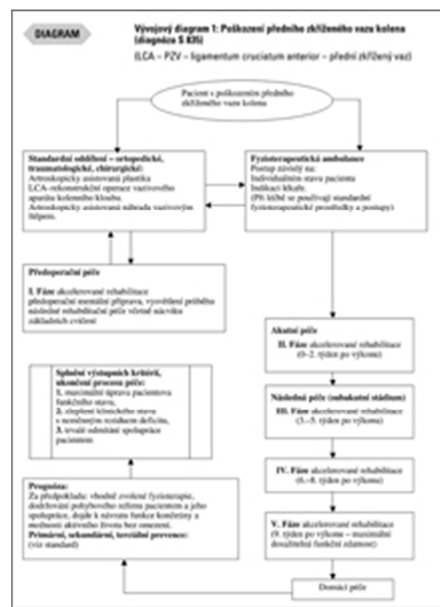 DIAGRAM
Vývojový diagram 1: Poškození předního zkříženého vazu kolena
(diagnóza S 835)
(LCA – PZV – ligamentum cruciatum anterior – přední zkřížený vaz)
Pacient s poškozením předního
zkříženého vazu kolena
Standardní oddělení – ortopedické,
traumatologické, chirurgické:
Artroskopicky asistovaná plastika
LCA–rekonstrukční operace vazivového
aparátu kolenního kloubu.
Artroskopicky asistovaná náhrada vazivovým
štěpem.
Fyzioterapeutická ambulance
Postup závislý na:
Individuálním stavu pacienta
Indikaci lékaře.
(Při léčbě se používají standardní
fyzioterapeutické prostředky a postupy)
Předoperační péče
I. Fáze akcelerované rehabilitace
předoperační mentální příprava, vysvětlení průběhu
následné rehabilitační péče včetně nácviku
základních cvičení
Akutní péče
II. Fáze akcelerované rehabilitace
(0–2. týden po výkonu)
Splnění výstupních kritérií,
ukončení procesu péče:
1. maximální úprava pacientova
funkčního stavu,
2. zlepšení klinického stavu
s neměnným rozsahem deficitu,
3. trvalé odmítání spolupráce
pacientem
Následná péče (subakutní stádium)
III. Fáze akcelerované rehabilitace
(3.–5. týden po výkonu)
IV. Fáze akcelerované rehabilitace
(6.–8. týden po výkonu)
Prognóza:
Za předpokladu: vhodně zvolené fyzioterapie,
dodržování pohybového režimu pacientem a jeho
spolupráce, dojde k návratu funkce končetiny a
možnosti aktivního života bez omezení.
Primární, sekundární, terciální prevence:
(viz standard)
V. Fáze akcelerované rehabilitace
(9. týden po výkonu – maximální
dosažitelná funkční zdatnost)
Domácí péče